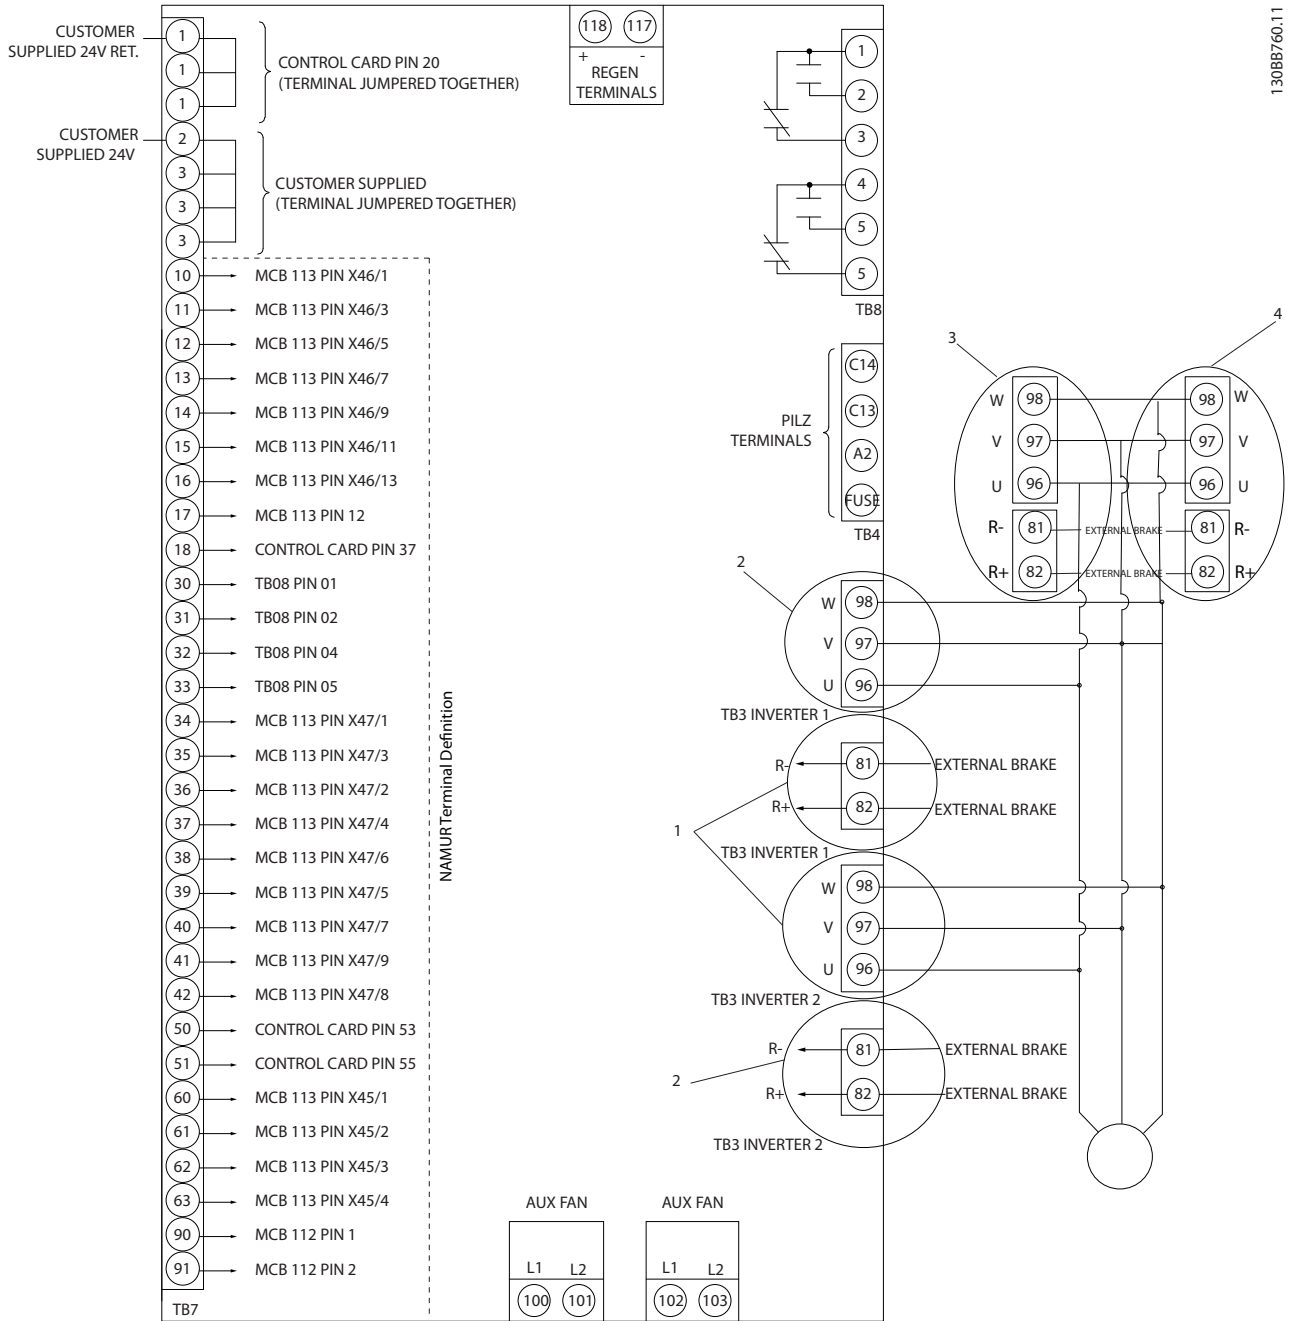 130BB760.11
CUSTOMER
SUPPLIED 24V RET.
1
1
1
CONTROL CARD PIN 20
(TERMINAL JUMPERED TOGETHER)
CUSTOMER
SUPPLIED 24V
2
3
3
3
CUSTOMER SUPPLIED
(TERMINAL JUMPERED TOGETHER)
10 MCB 113 PIN X46/1
11 MCB 113 PIN X46/3
12 MCB 113 PIN X46/5
13 MCB 113 PIN X46/7
14 MCB 113 PIN X46/9
15 MCB 113 PIN X46/11
16 MCB 113 PIN X46/13
17 MCB 113 PIN 12
18 CONTROL CARD PIN 37
30 TB08 PIN 01
31 TB08 PIN 02
32 TB08 PIN 04
33 TB08 PIN 05
34 MCB 113 PIN X47/1
35 MCB 113 PIN X47/3
36 MCB 113 PIN X47/2
37 MCB 113 PIN X47/4
38 MCB 113 PIN X47/6
39 MCB 113 PIN X47/5
40 MCB 113 PIN X47/7
41 MCB 113 PIN X47/9
42 MCB 113 PIN X47/8
50 CONTROL CARD PIN 53
51 CONTROL CARD PIN 55
60 MCB 113 PIN X45/1
61 MCB 113 PIN X45/2
62 MCB 113 PIN X45/3
63 MCB 113 PIN X45/4
90 MCB 112 PIN 1
91 MCB 112 PIN 2
TB7
NAMUR Terminal Definition
118 117
+ -
REGEN
TERMINALS
1
2
3
4
5
5
TB8
PILZ
TERMINALS
C14
C13
A2
FUSE
TB4
2
W 98
V 97
U 96
TB3 INVERTER 1
R- 81 EXTERNAL BRAKE
R+ 82 EXTERNAL BRAKE
1
TB3 INVERTER 1
W 98
V 97
U 96
TB3 INVERTER 2
R- 81 EXTERNAL BRAKE
2
R+ 82 EXTERNAL BRAKE
TB3 INVERTER 2
3
4
W 98 98 W
V 97 97 V
U 96 96 U
R- 81 EXTERNAL BRAKE 81 R-
R+ 82 EXTERNAL BRAKE 82 R+
AUX FAN
L1 L2
100 101
AUX FAN
L1 L2
102 103